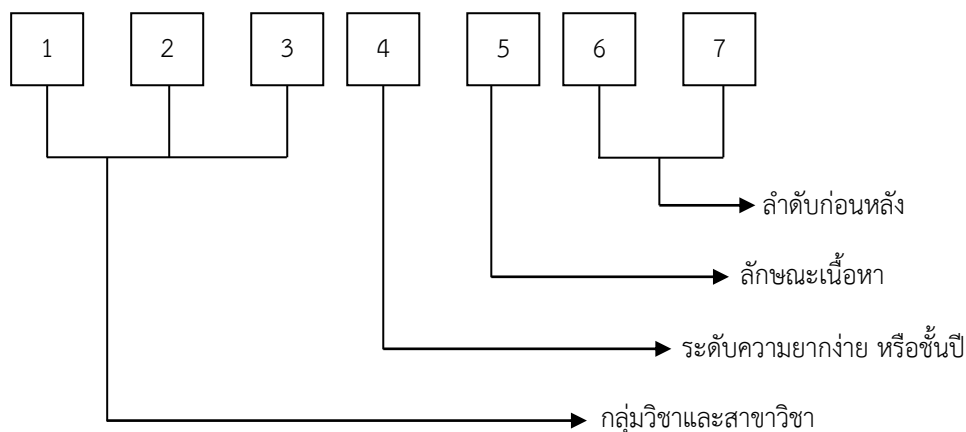 1 2 3 4 5 6 7
ลำดับก่อนหลัง
ลักษณะเนื้อหา
ระดับความยากง่าย หรือชั้นปี
กลุ่มวิชาและสาขาวิชา